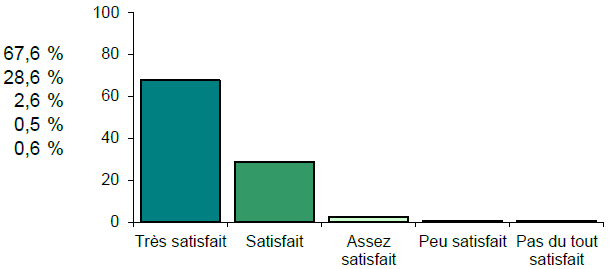 67,6 %
28,6 %
2,6 %
0,5 %
0,6 %
100
80
60
40
20
0
Très satisfait
Satisfait
Assez
satisfait
Peu satisfait
Pas du tout
satisfait